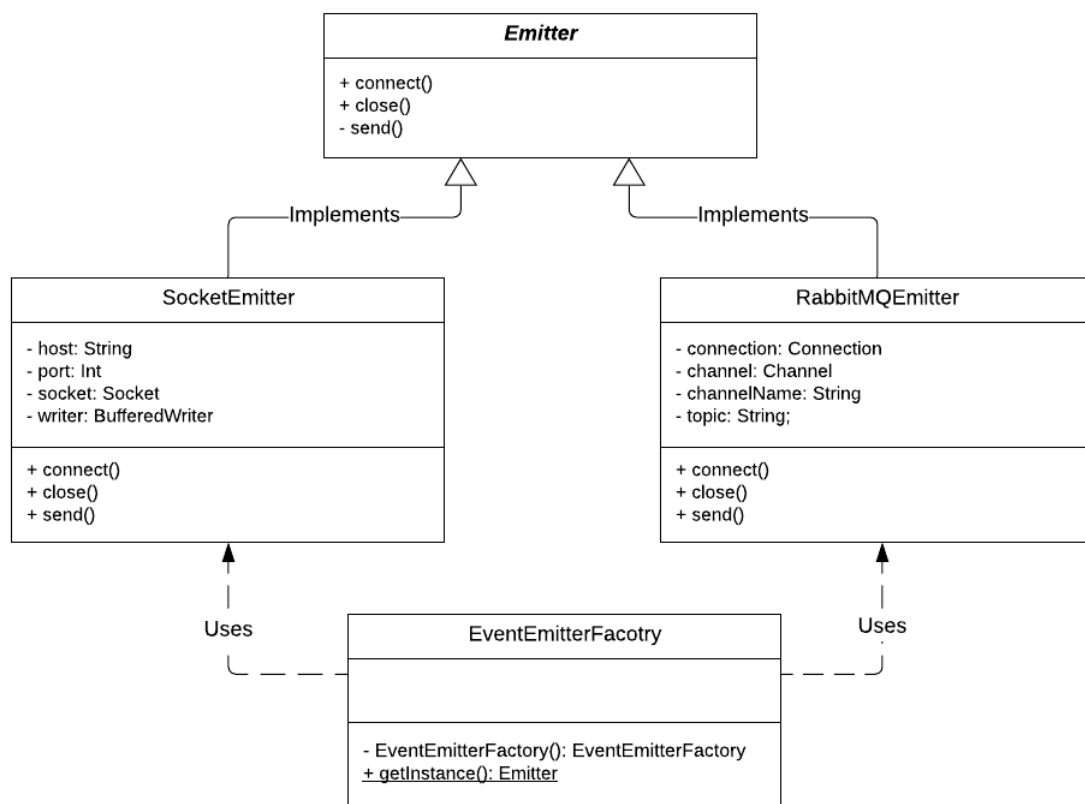 Emitter
+ connect()
+ close()
- send()
Implements
Implements
SocketEmitter
- host: String
- port: Int
- socket: Socket
- writer: BufferedWriter
+ connect()
+ close()
+ send()
RabbitMQEmitter
- connection: Connection
- channel: Channel
- channelName: String
- topic: String;
+ connect()
+ close()
+ send()
Uses
Uses
EventEmitterFacotry
- EventEmitterFactory(): EventEmitterFactory
+ getInstance(): Emitter